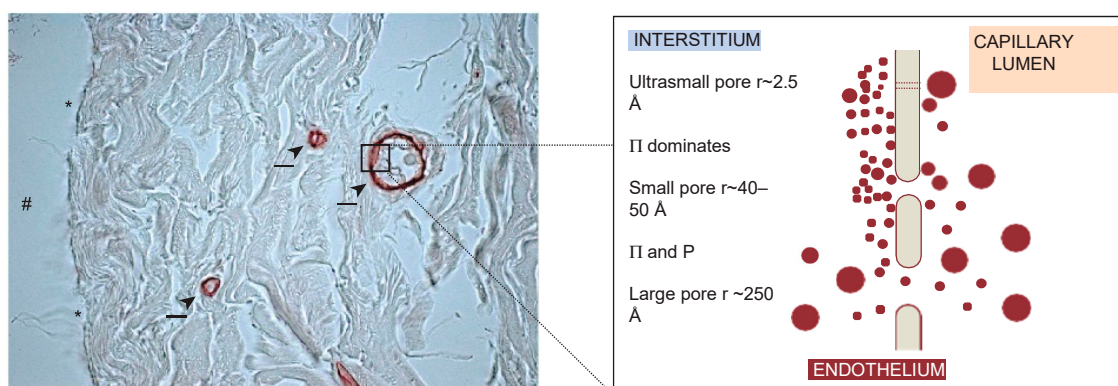 *
#
*
INTERSTITIUM
CAPILLARY
LUMEN
Ultrasmall pore r~2.5
Å
Π dominates
Small pore r~40–
50 Å
Π and P
Large pore r ~250
Å
ENDOTHELIUM